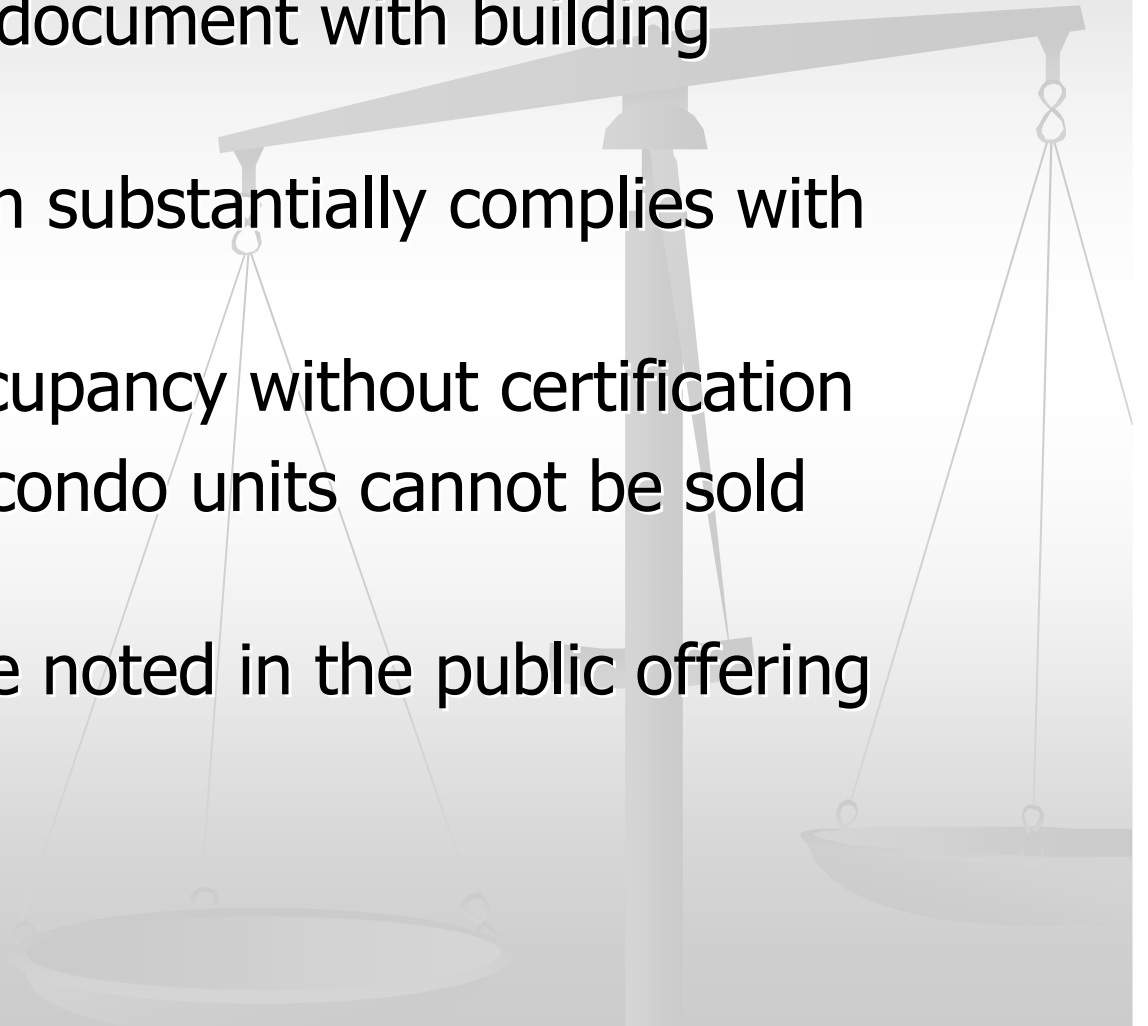 document with building
n substantially complies with
cupancy without certification
condo units cannot be sold
e noted in the public offering